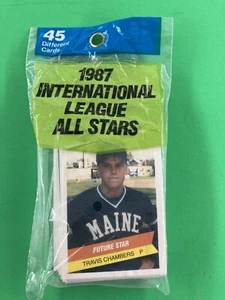 45
Different
Cards
1987
INTERNATIONAL
LEAGUE
ALL STARS
MAINE
FUTURE STAR
TRAVIS CHAMBERS P